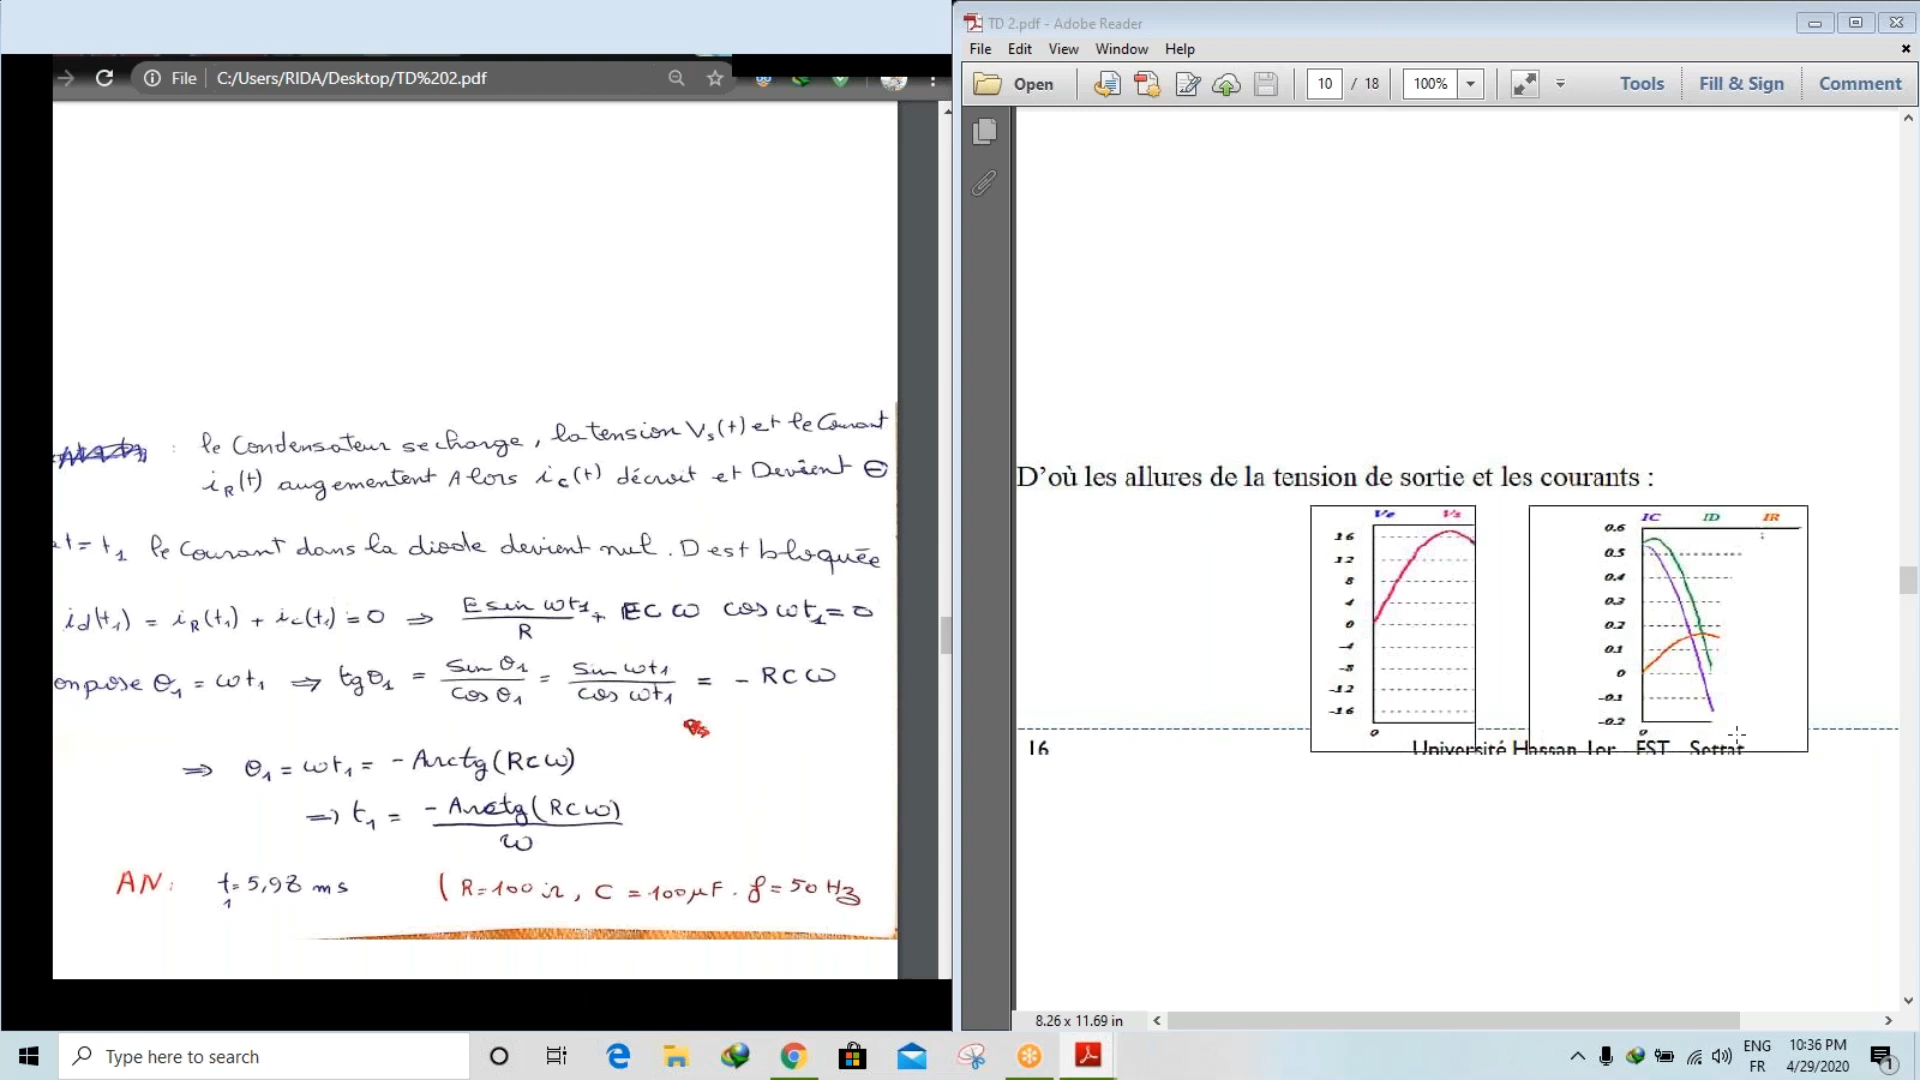 File C:/Users/RIDA/Desktop/TD%202.pdf
: le Condensateur se charge, la tension Vs(t) et le Courant
iR(t) augementent Alors ic(t) décroit et Devient ⊖
at = t1 le Courant dans la diode devient nul. D est bloquée
id(t1) = iR(t1) + ic(t1) = 0 ⇒ E sin ωt1 / R + EC ω cos ωt1 = 0
on pose θ1 = ωt1 ⇒ tg θ1 = sin θ1 / cos θ1 = sin ωt1 / cos ωt1 = - RCω
⇒ θ1 = ωt1 = - Arctg(RCω)
⇒ t1 = - Arctg(RCω) / ω
AN: t1 = 5,98 ms ( R = 100 Ω, C = 100 μF. f = 50 Hz
TD 2.pdf - Adobe Reader
File Edit View Window Help
Open 10 / 18 100% Tools Fill & Sign Comment
D’où les allures de la tension de sortie et les courants :
Ve Vs
16
12
8
4
0
-4
-8
-12
-16
0
IC ID IR
0.6
0.5
0.4
0.3
0.2
0.1
0
-0.1
-0.2
0
16 Université Hassan 1er EST Settat
8.26 x 11.69 in
Type here to search
ENG 10:36 PM
FR 4/29/2020
1